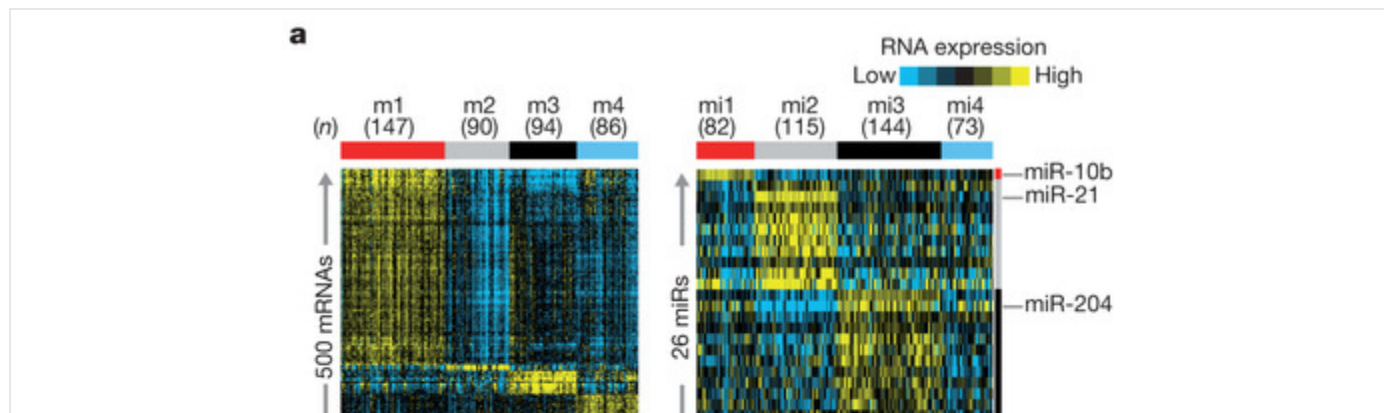 a
RNA expression
Low High
m1 m2 m3 m4
(n) (147) (90) (94) (86)
mi1 mi2 mi3 mi4
(82) (115) (144) (73)
miR-10b
miR-21
miR-204
500 mRNAs
26 miRs